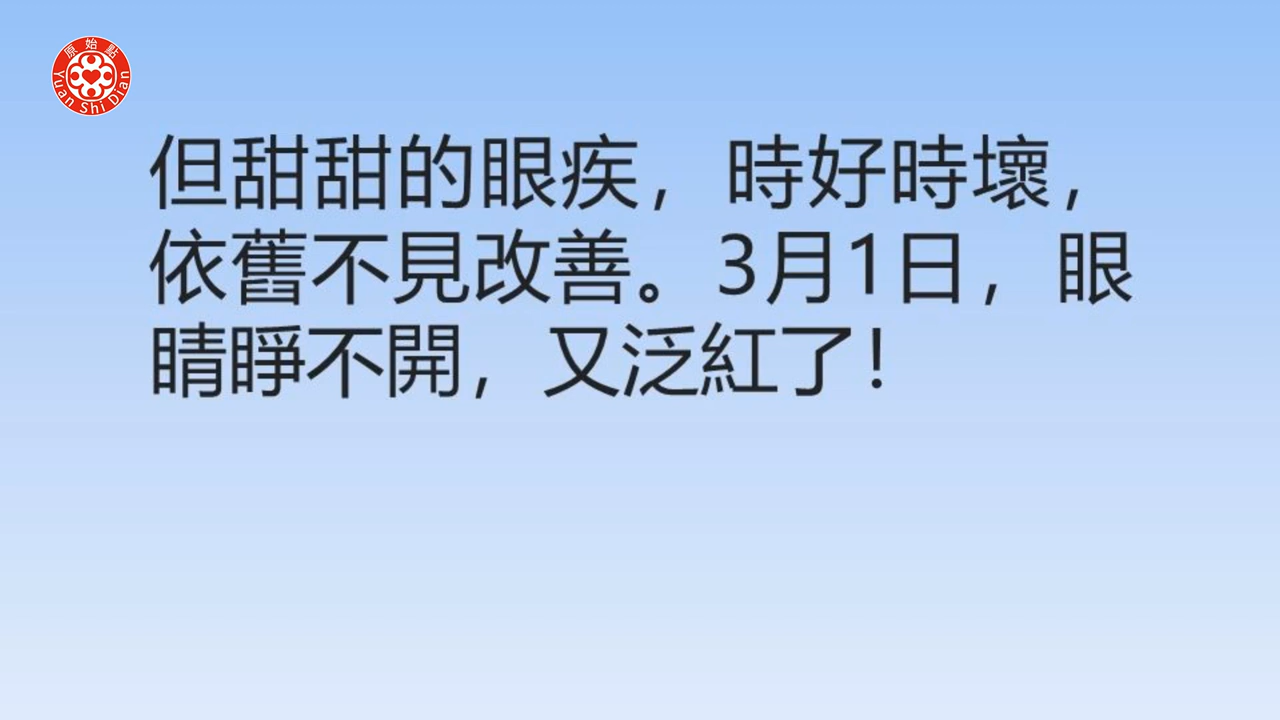 原始點
Yuan Shi Dian
但甜甜的眼疾，時好時壞，
依舊不見改善。3月1日，眼
睛睜不開，又泛紅了！